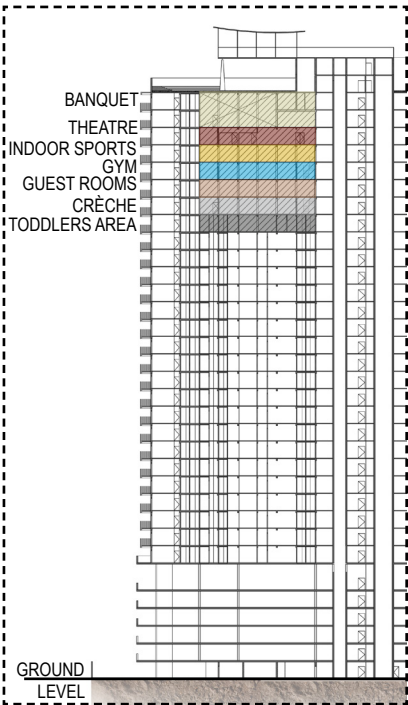 BANQUET
THEATRE
INDOOR SPORTS
GYM
GUEST ROOMS
CRÈCHE
TODDLERS AREA
GROUND
LEVEL